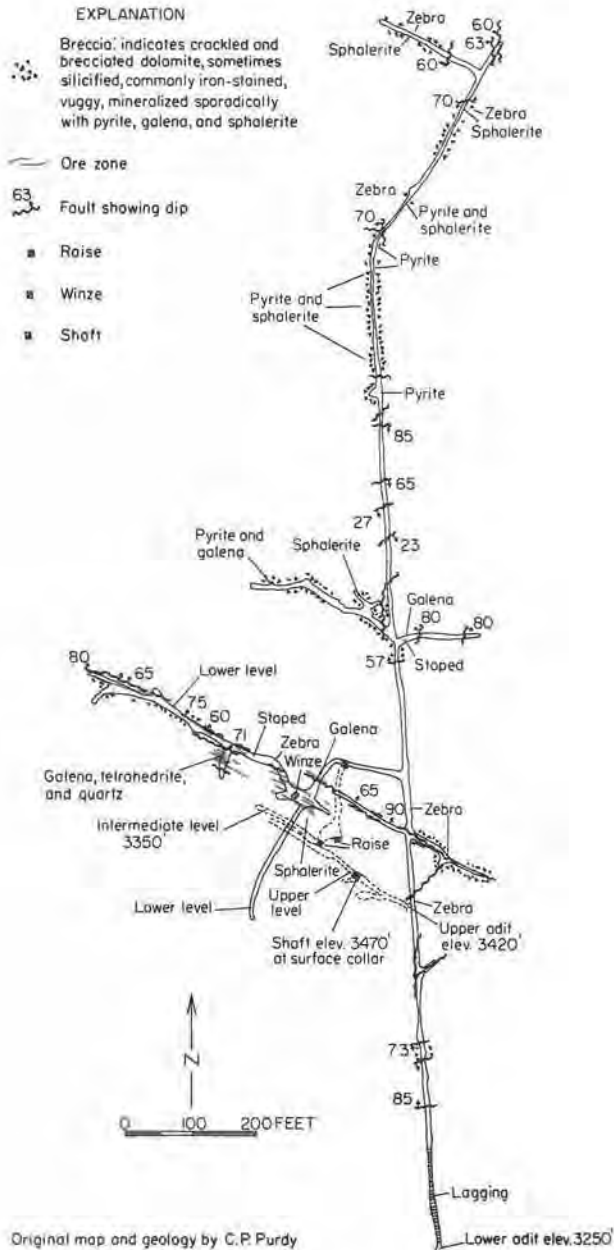 EXPLANATION
Breccia: indicates crackled and
brecciated dolomite, sometimes
silicified, commonly iron-stained,
vuggy, mineralized sporadically
with pyrite, galena, and sphalerite
Ore zone
63
Fault showing dip
Raise
Winze
Shaft
Zebra
Sphalerite
60
60
63
70
Zebra
Sphalerite
Zebra
Pyrite and
sphalerite
70
Pyrite
Pyrite and
sphalerite
Pyrite
85
65
27
23
Pyrite and
galena
Sphalerite
Galena
80
80
Stoped
57
80
65
Lower level
75
60
71
Stoped
Galena
Zebra
Winze
Galena, tetrahedrite,
and quartz
65
90
Zebra
Intermediate level
3350'
Raise
Sphalerite
Lower level
Upper
level
Zebra
Upper adit
elev. 3420'
Shaft elev. 3470'
at surface collar
N
73
85
0 100 200 FEET
Lagging
Lower adit elev. 3250'
Original map and geology by C.P. Purdy